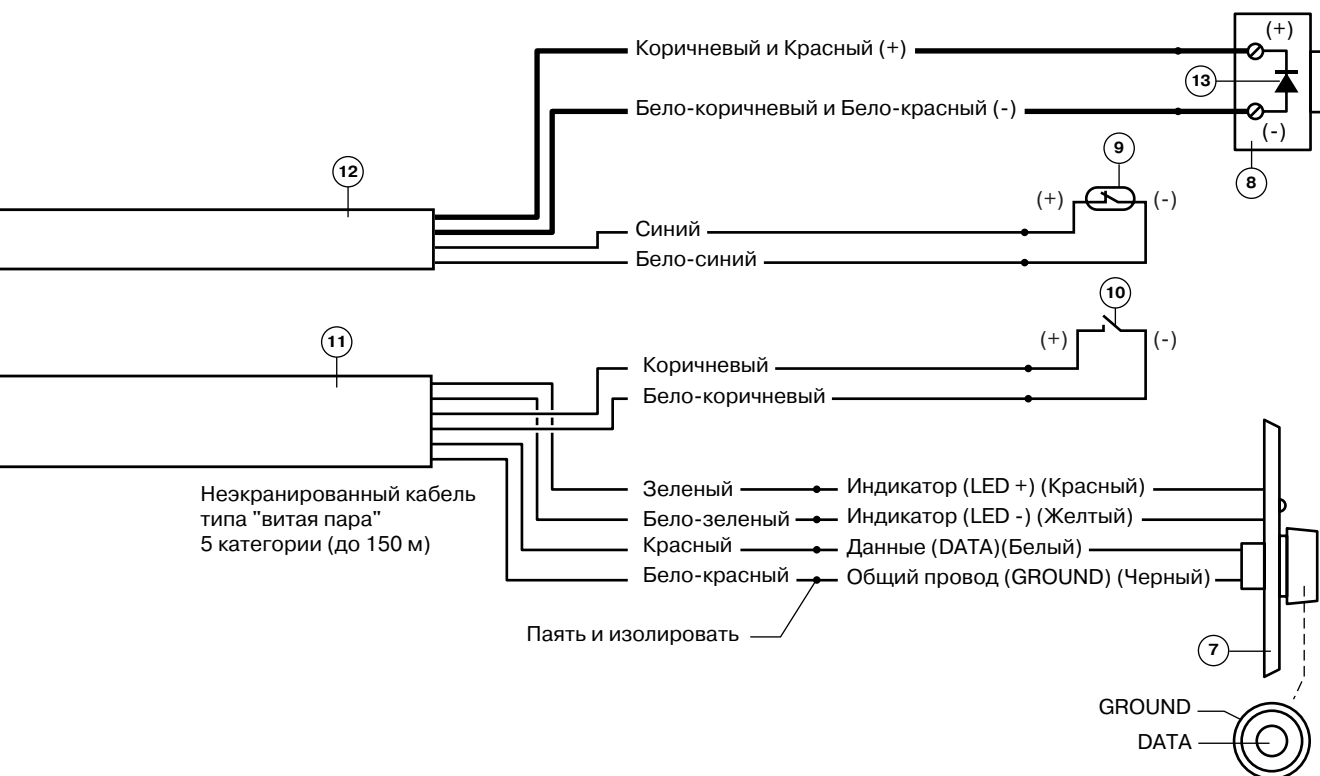 (+)
Коричневый и Красный (+)
13
Бело-коричневый и Бело-красный (-)
(-)
9
12
8
(+)
(-)
Синий
Бело-синий
10
11
(+)
(-)
Коричневый
Бело-коричневый
Неэкранированный кабель
типа "витая пара"
5 категории (до 150 м)
Зеленый
Индикатор (LED +) (Красный)
Бело-зеленый
Индикатор (LED -) (Желтый)
Красный
Данные (DATA)(Белый)
Бело-красный
Общий провод (GROUND) (Черный)
Паять и изолировать
7
GROUND
DATA